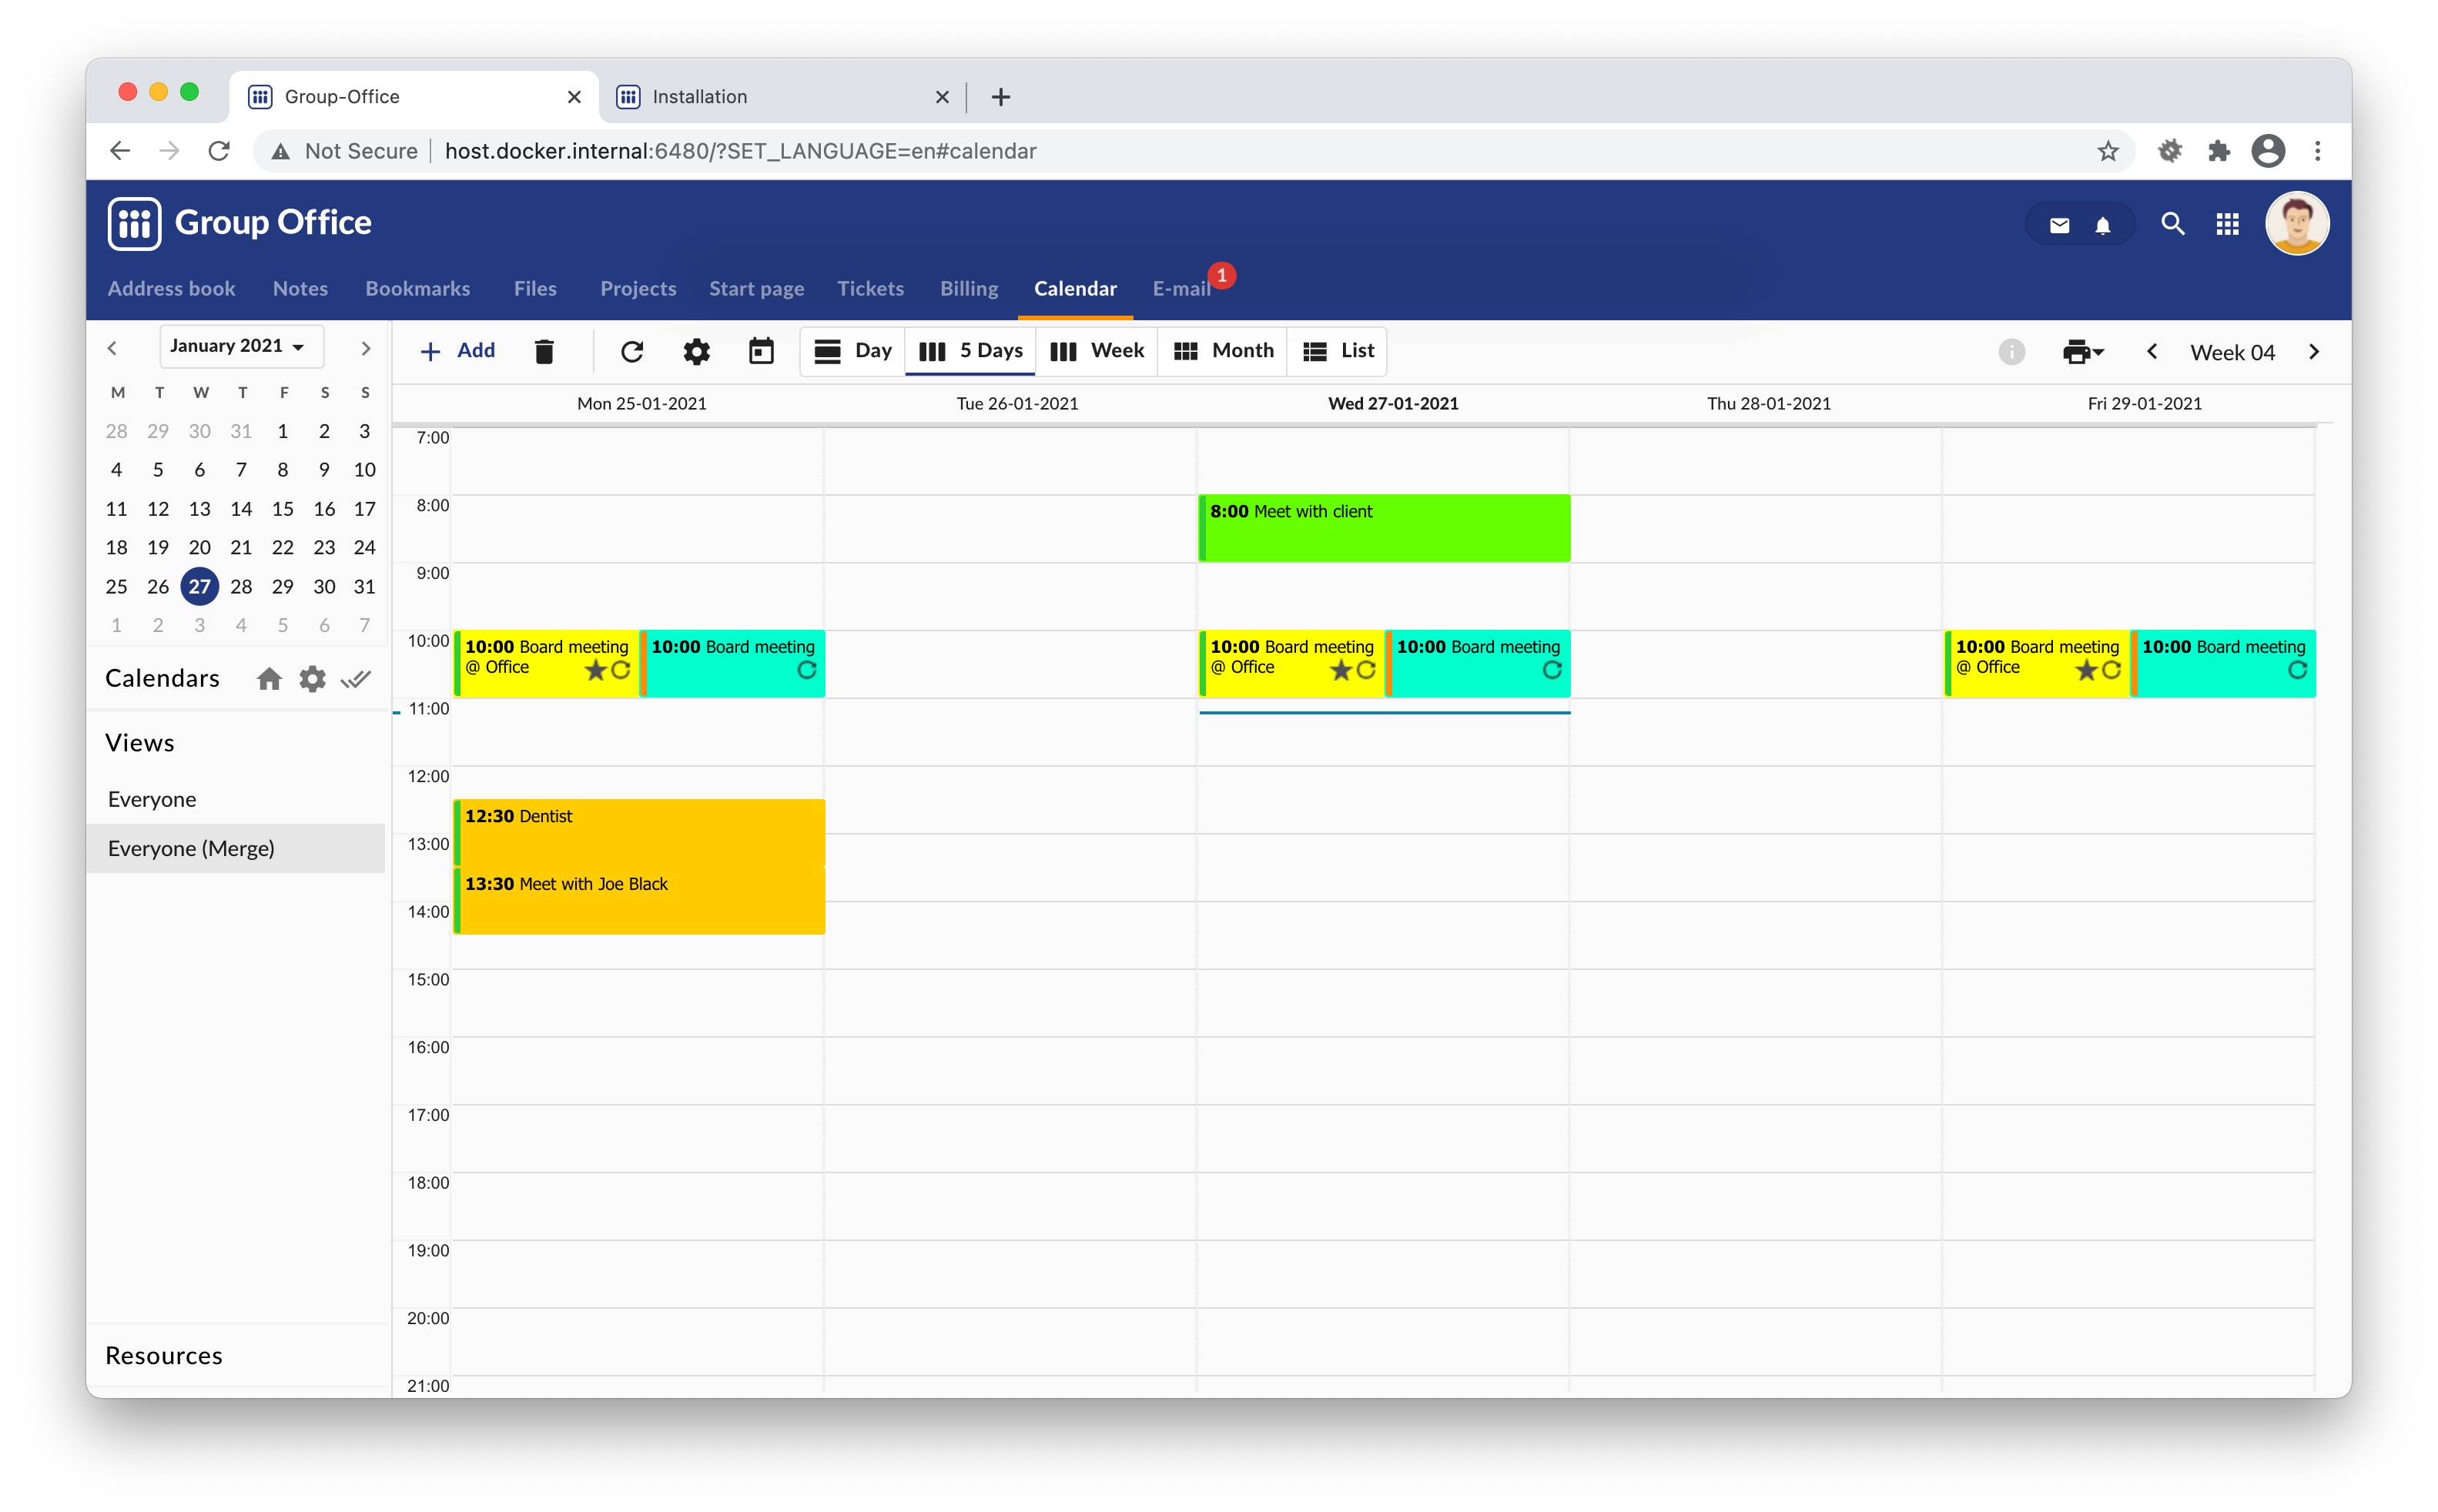 Group-Office
Installation
Not Secure
host.docker.internal:6480/?SET_LANGUAGE=en#calendar
Group Office
Address book Notes Bookmarks Files Projects Start page Tickets Billing Calendar E-mail 1
January 2021
Add
Day 5 Days Week Month List
Week 04
M T W T F S S
28 29 30 31 1 2 3
4 5 6 7 8 9 10
11 12 13 14 15 16 17
18 19 20 21 22 23 24
25 26 27 28 29 30 31
1 2 3 4 5 6 7
Calendars
Views
Everyone
Everyone (Merge)
Resources
Mon 25-01-2021 Tue 26-01-2021 Wed 27-01-2021 Thu 28-01-2021 Fri 29-01-2021
7:00
8:00
8:00 Meet with client
9:00
10:00
10:00 Board meeting
@ Office
10:00 Board meeting
10:00 Board meeting
@ Office
10:00 Board meeting
10:00 Board meeting
@ Office
10:00 Board meeting
11:00
12:00
12:30 Dentist
13:00
13:30 Meet with Joe Black
14:00
15:00
16:00
17:00
18:00
19:00
20:00
21:00